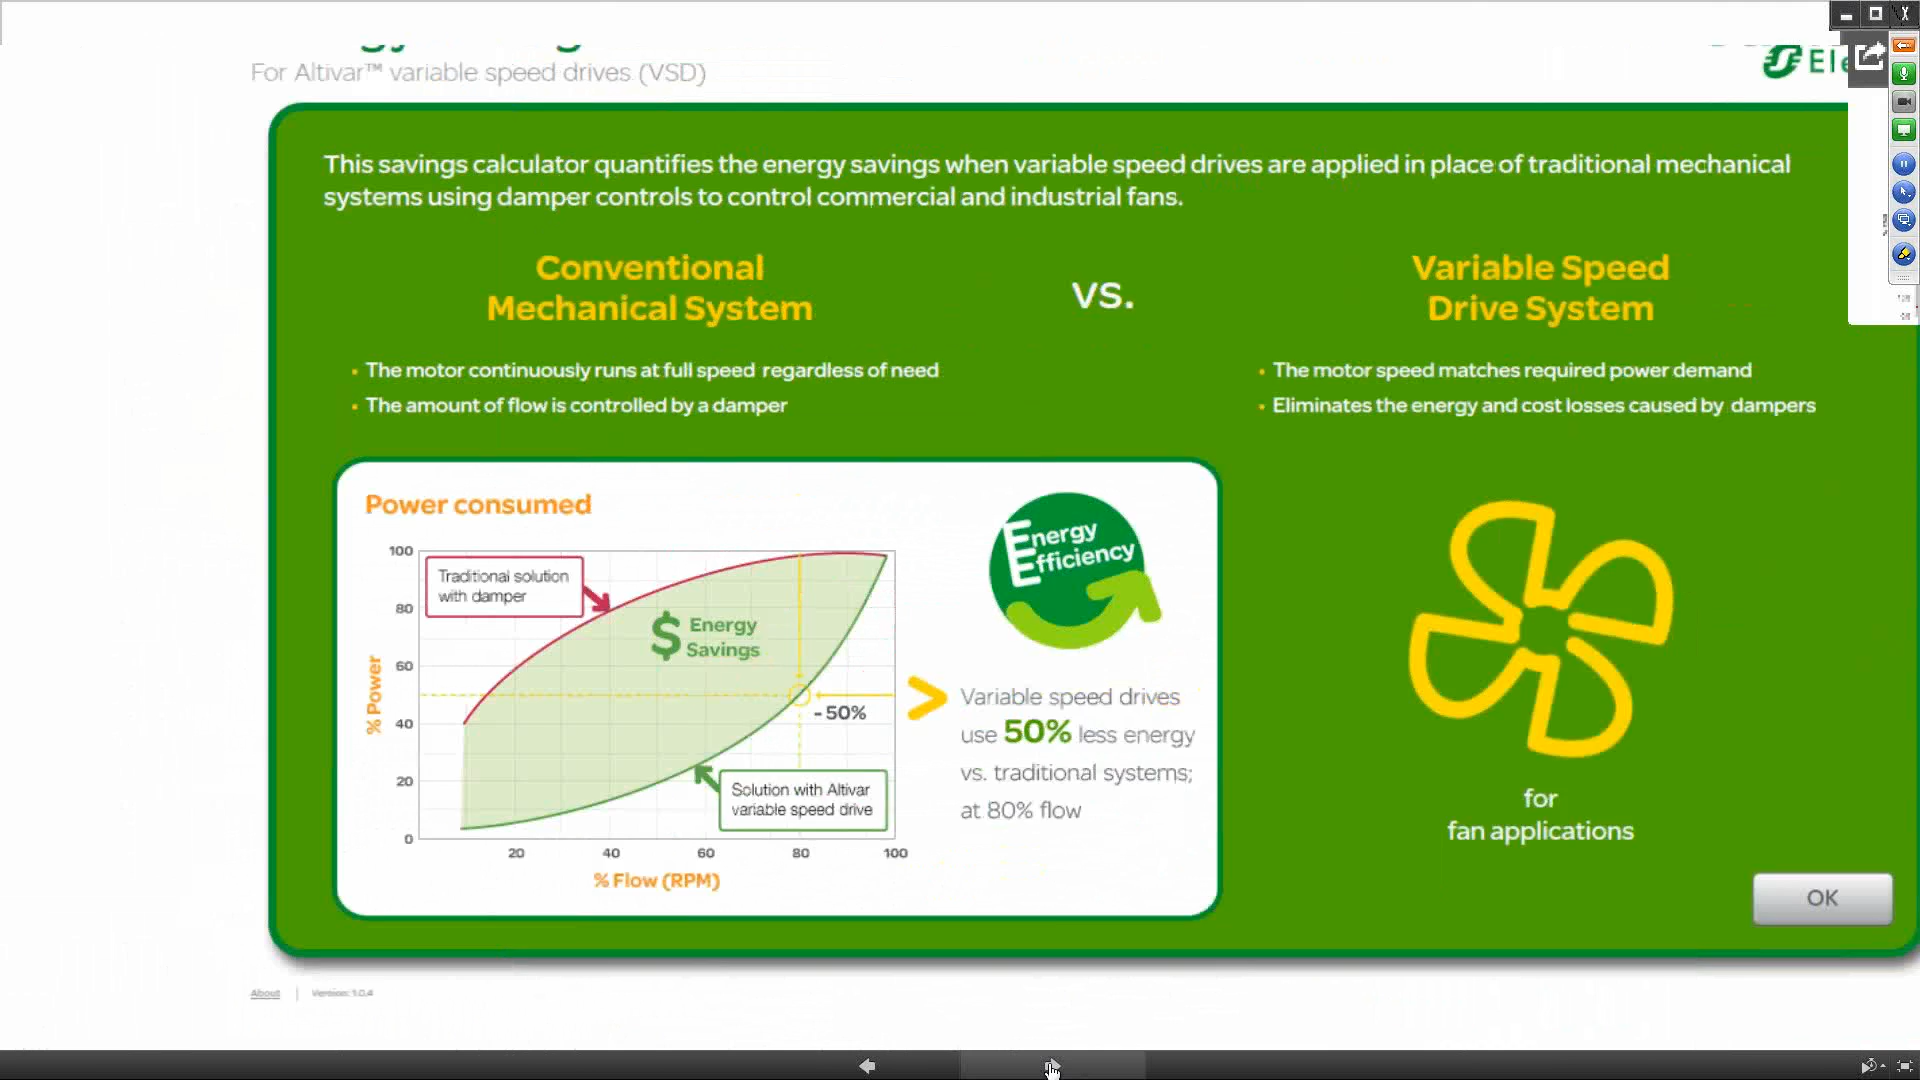 For Altivar™ variable speed drives (VSD)
This savings calculator quantifies the energy savings when variable speed drives are applied in place of traditional mechanical
systems using damper controls to control commercial and industrial fans.
Conventional
Mechanical System
VS.
Variable Speed
Drive System
• The motor continuously runs at full speed regardless of need
• The amount of flow is controlled by a damper
• The motor speed matches required power demand
• Eliminates the energy and cost losses caused by dampers
Power consumed
100
80
60
40
20
0
% Power
Traditional solution
with damper
$ Energy
Savings
- 50%
Solution with Altivar
variable speed drive
20 40 60 80 100
% Flow (RPM)
Energy
Efficiency
Variable speed drives
use 50% less energy
vs. traditional systems;
at 80% flow
for
fan applications
OK
About | Version: 1.0.4